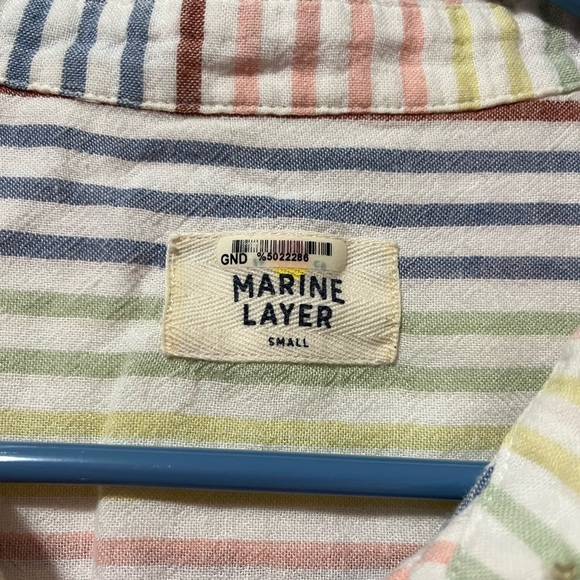 GND %5022286
MARINE
LAYER
SMALL